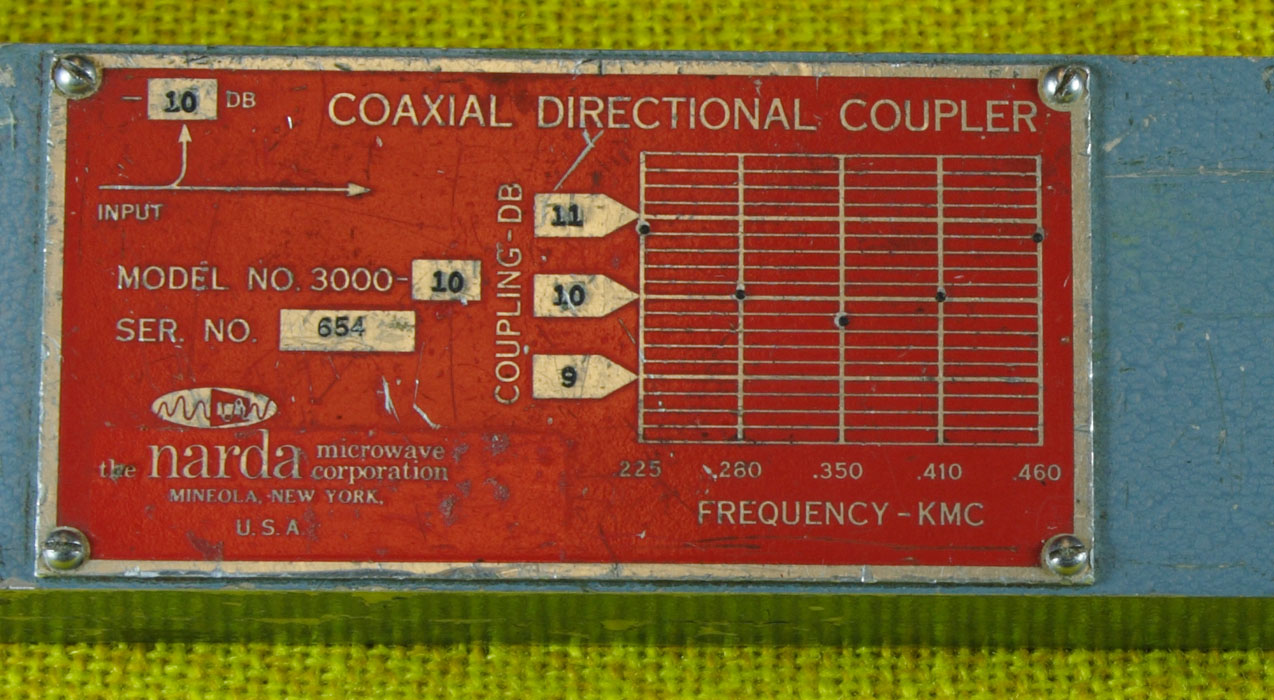 - 10 DB
COAXIAL DIRECTIONAL COUPLER
INPUT
MODEL NO. 3000-10
SER. NO. 654
COUPLING-DB
11
10
9
.225 .280 .350 .410 .460
FREQUENCY-KMC
the narda microwave corporation
MINEOLA, NEW YORK,
U.S.A.